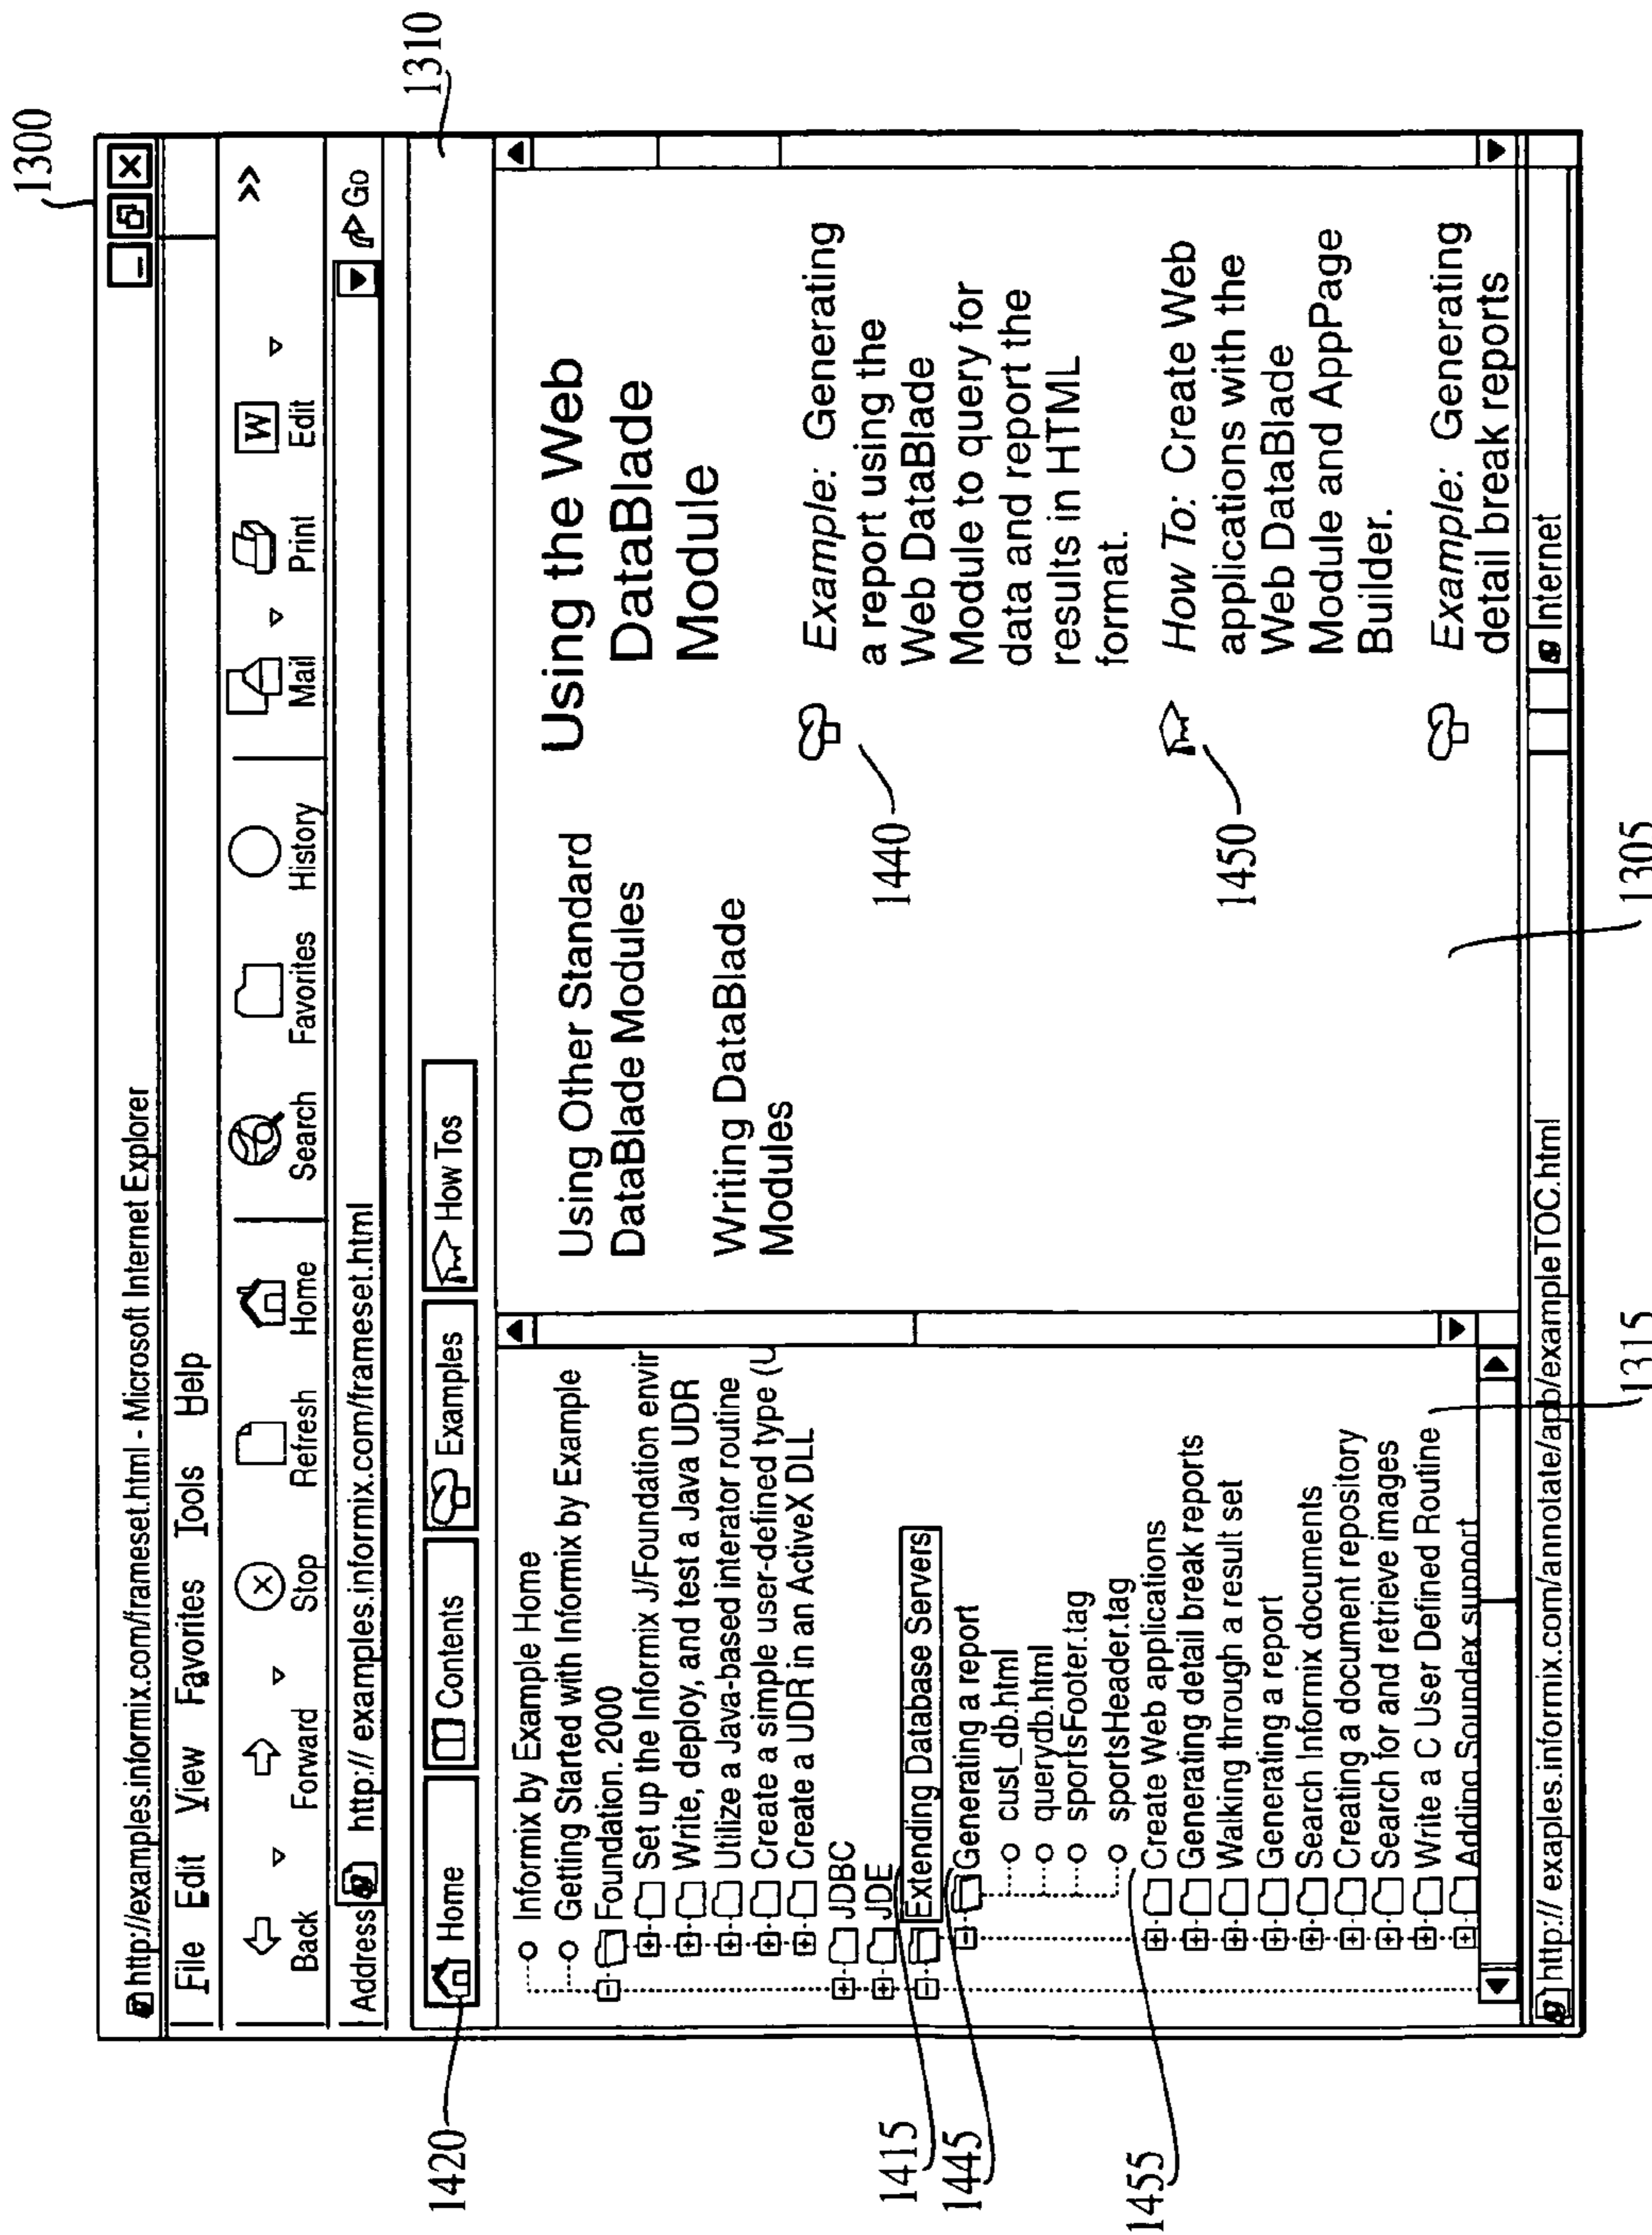 1300
http://examples.informix.com/frameset.html - Microsoft Internet Explorer
File Edit View Favorites Tools Help
Back Forward Stop Refresh Home Search Favorites History Mail Print W Edit >>
Address http:// examples.informix.com/frameset.html Go
1310
1420
Home Contents Examples How Tos
Informix by Example Home
Getting Started with Informix by Example
Foundation. 2000
Set up the Informix J/Foundation envir
Write, deploy, and test a Java UDR
Utilize a Java-based interator routine
Create a simple user-defined type (U
Create a UDR in an ActiveX DLL
JDBC
JDE
1415
Extending Database Servers
1445
Generating a report
cust_db.html
querydb.html
sportsFooter.tag
sportsHeader.tag
1455
Create Web applications
Generating detail break reports
Walking through a result set
Generating a report
Search Informix documents
Creating a document repository
Search for and retrieve images
Write a C User Defined Routine
Adding Soundex support
1315
Using Other Standard
DataBlade Modules
Writing DataBlade
Modules
Using the Web
DataBlade
Module
1440
Example: Generating
a report using the
Web DataBlade
Module to query for
data and report the
results in HTML
format.
1450
How To: Create Web
applications with the
Web DataBlade
Module and AppPage
Builder.
Example: Generating
detail break reports
1305
http:// exaples.informix.com/annotate/apb/exampleTOC.html Internet